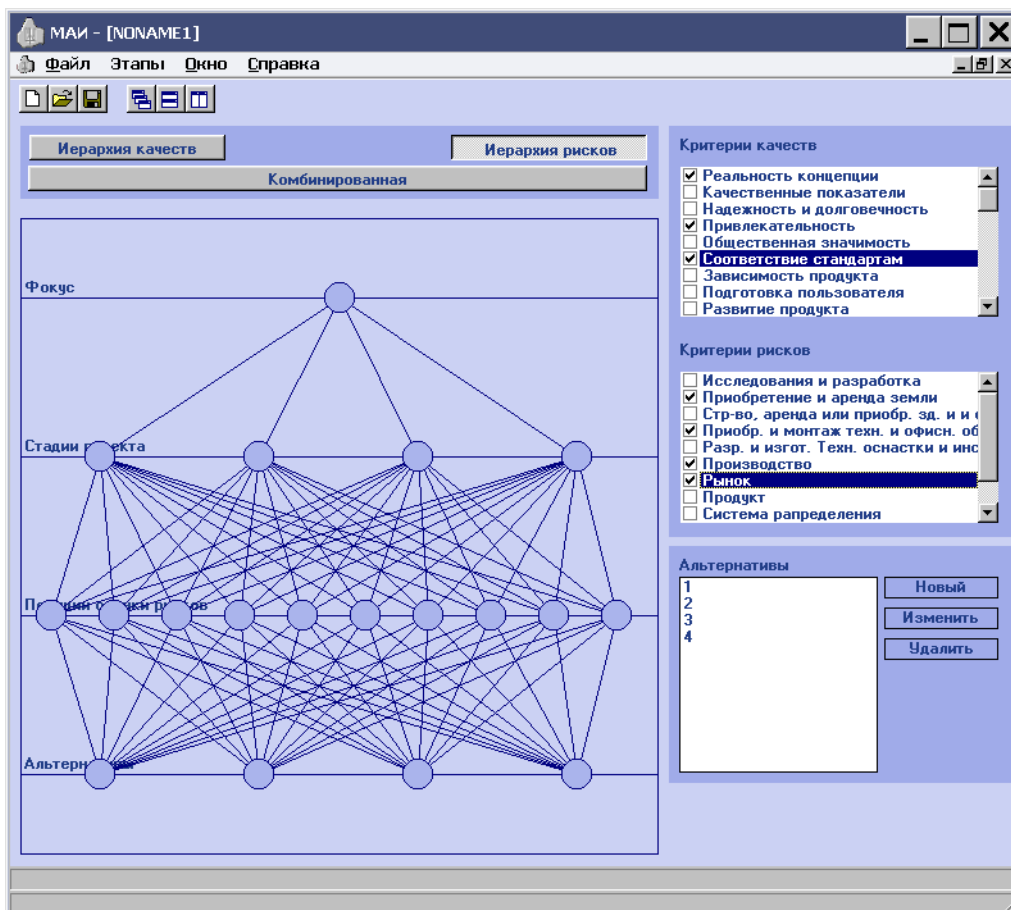 МАИ - [NONAME1]
Файл Этапы Окно Справка
Иерархия качеств
Иерархия рисков
Комбинированная
Фокус
Стадии
Альтернативы
Критерии качеств
Реальность концепции
Качественные показатели
Надежность и долговечность
Привлекательность
Общественная значимость
Соответствие стандартам
Зависимость продукта
Подготовка пользователя
Развитие продукта
Критерии рисков
Исследования и разработка
Приобретение и аренда земли
Стр-во, аренда или приобр. зд. и и
Приобр. и монтаж техн. и офисн. об
Разр. и изгот. Техн. оснастки и инс
Производство
Рынок
Продукт
Система рапределения
Альтернативы
1
2
3
4
Новый
Изменить
Удалить